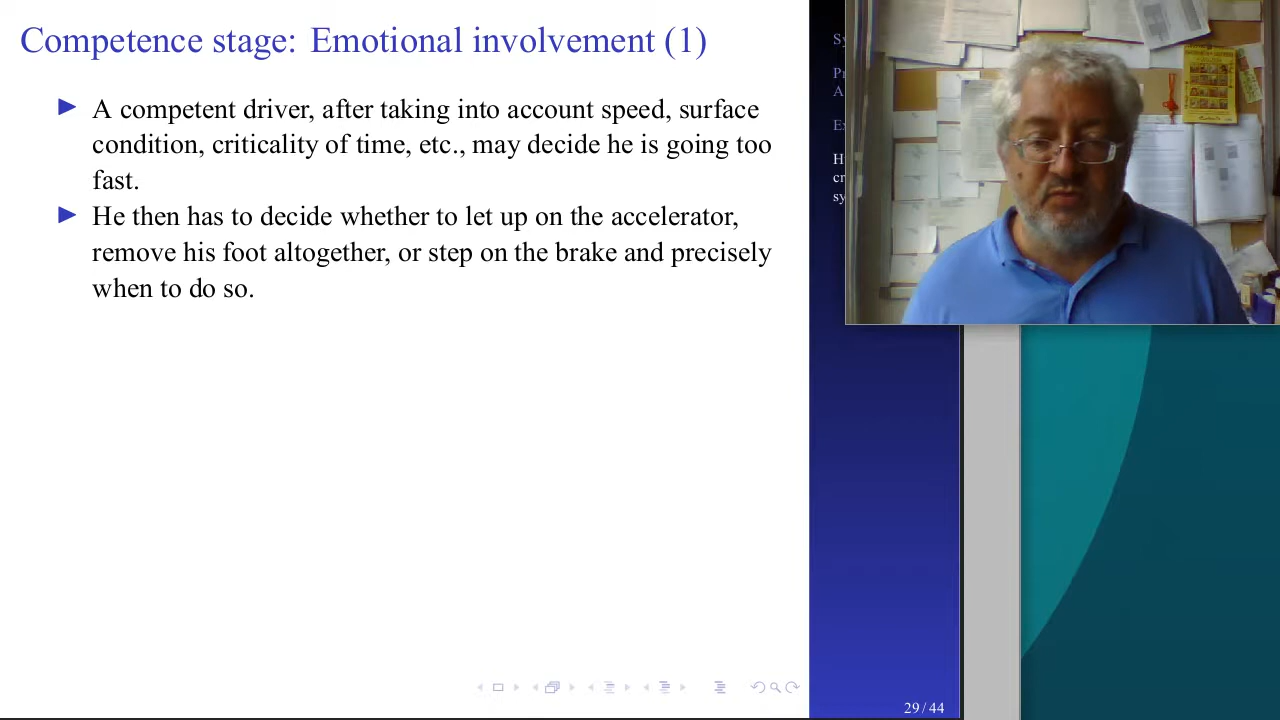 Competence stage: Emotional involvement (1)
A competent driver, after taking into account speed, surface
condition, criticality of time, etc., may decide he is going too
fast.
He then has to decide whether to let up on the accelerator,
remove his foot altogether, or step on the brake and precisely
when to do so.
29 / 44